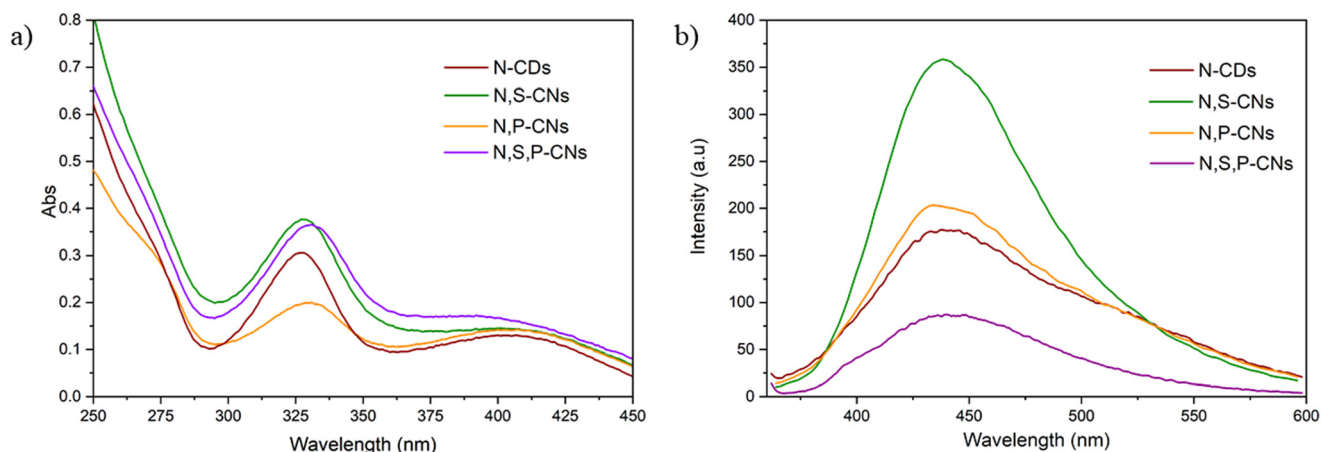 a)
0.8
0.7
0.6
0.5
0.4
0.3
0.2
0.1
0.0
Abs
N-CDs
N,S-CNs
N,P-CNs
N,S,P-CNs
250 300 325 350 375 400 425 450
Wavelength (nm)
b)
400
350
300
250
200
150
100
50
0
Intensity (a.u)
N-CDs
N,S-CNs
N,P-CNs
N,S,P-CNs
400 450 500 550 600
Wavelength (nm)